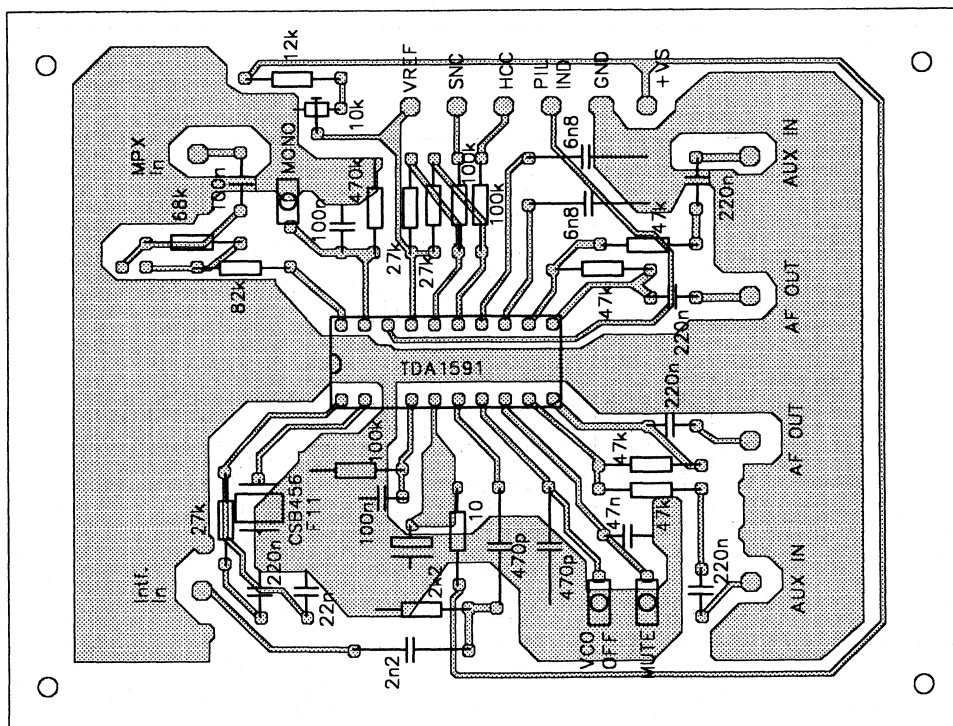 12k
10k
VREF
SNC
HCC
PIL
IND
GND
+VS
MPX
In
68k
100n
MONO
470k
100n
82k
27k
27k
100k
100k
6n8
6n8
47k
47k
220n
220n
AUX IN
AF OUT
TDA1591
100k
CSB456
F11
27k
220n
22p
Intf.
In
100n
10
2k2
2n2
470p
470p
VCO
OFF
MUTE
47n
47k
47k
220n
220n
AF OUT
AUX IN